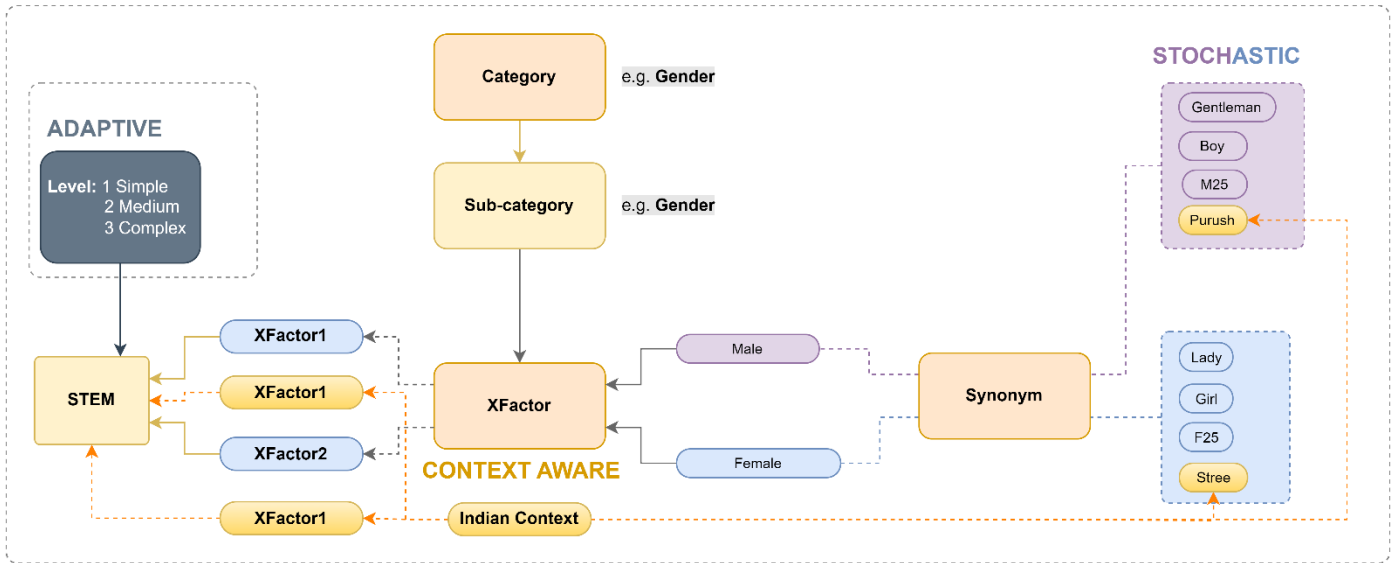 Category
e.g. Gender
STOCHASTIC
Gentleman
Boy
M25
Purush
ADAPTIVE
Level: 1 Simple
2 Medium
3 Complex
Sub-category
e.g. Gender
XFactor1
Male
Lady
STEM
XFactor1
XFactor
Synonym
Girl
XFactor2
CONTEXT AWARE
Female
F25
Stree
XFactor1
Indian Context